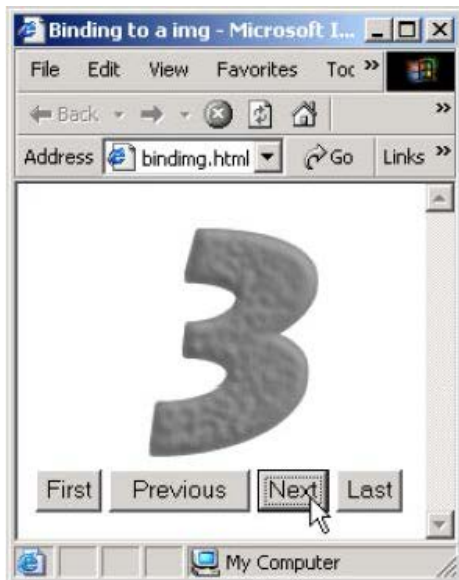 Binding to a img - Microsoft I...
File Edit View Favorites Toc »
Back »
Address bindimg.html Go Links »
3
First Previous Next Last
My Computer